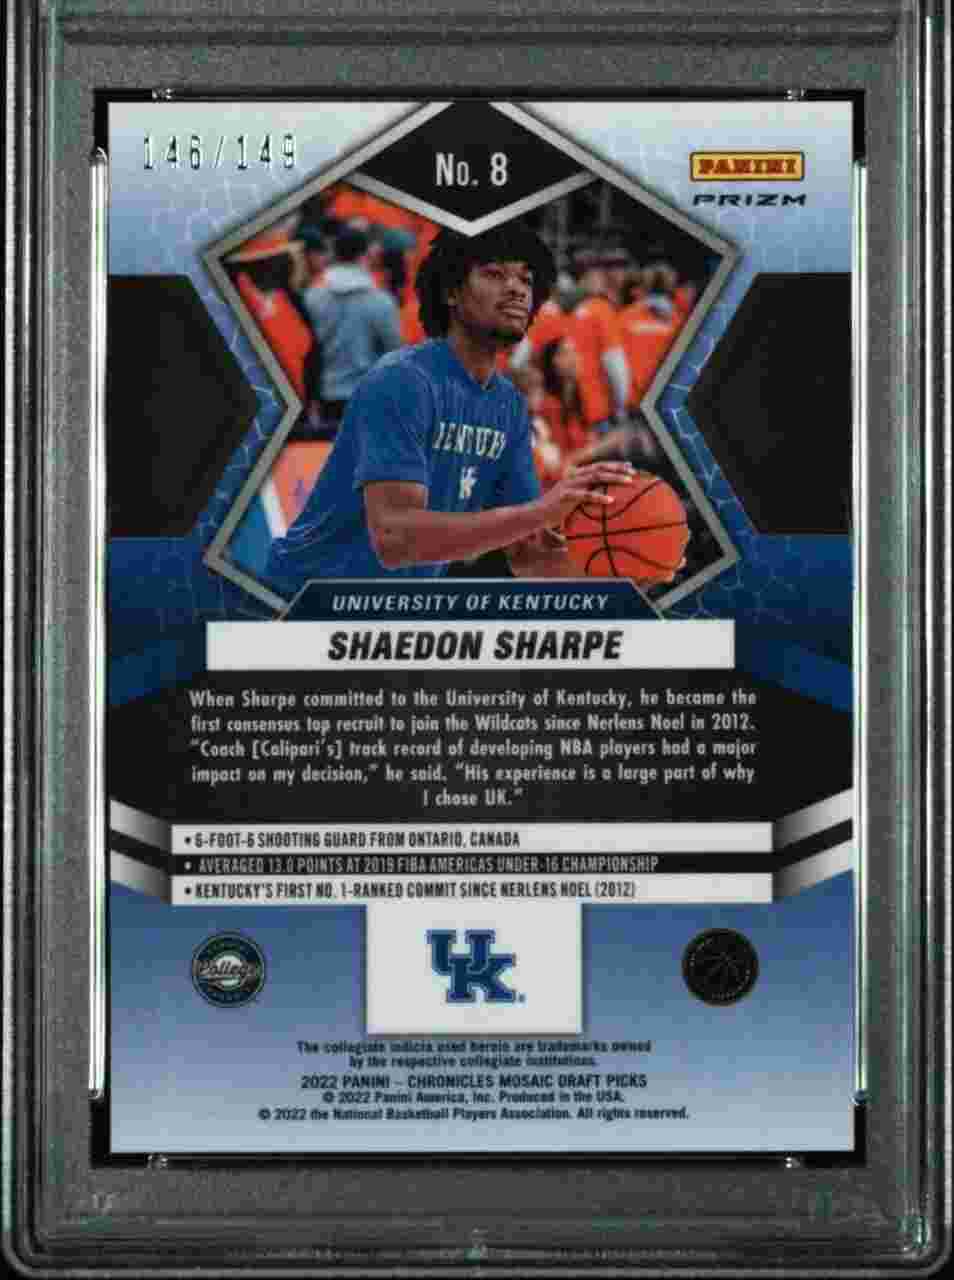 146/149
No. 8
PANINI
PRIZM
KENTUCKY
UNIVERSITY OF KENTUCKY
SHAEDON SHARPE
When Sharpe committed to the University of Kentucky, he became the
first consensus top recruit to join the Wildcats since Nerlens Noel in 2012.
“Coach [Calipari’s] track record of developing NBA players had a major
impact on my decision,” he said. “His experience is a large part of why
I chose UK.”
• 6-FOOT-6 SHOOTING GUARD FROM ONTARIO, CANADA
• AVERAGED 13.0 POINTS AT 2019 FIBA AMERICAS UNDER-16 CHAMPIONSHIP
• KENTUCKY'S FIRST NO. 1-RANKED COMMIT SINCE NERLENS NOEL (2012)
College
UK
The collegiate indicia used herein are trademarks owned
by the respective collegiate institutions.
2022 PANINI – CHRONICLES MOSAIC DRAFT PICKS
© 2022 Panini America, Inc. Produced in the USA.
© 2022 the National Basketball Players Association. All rights reserved.